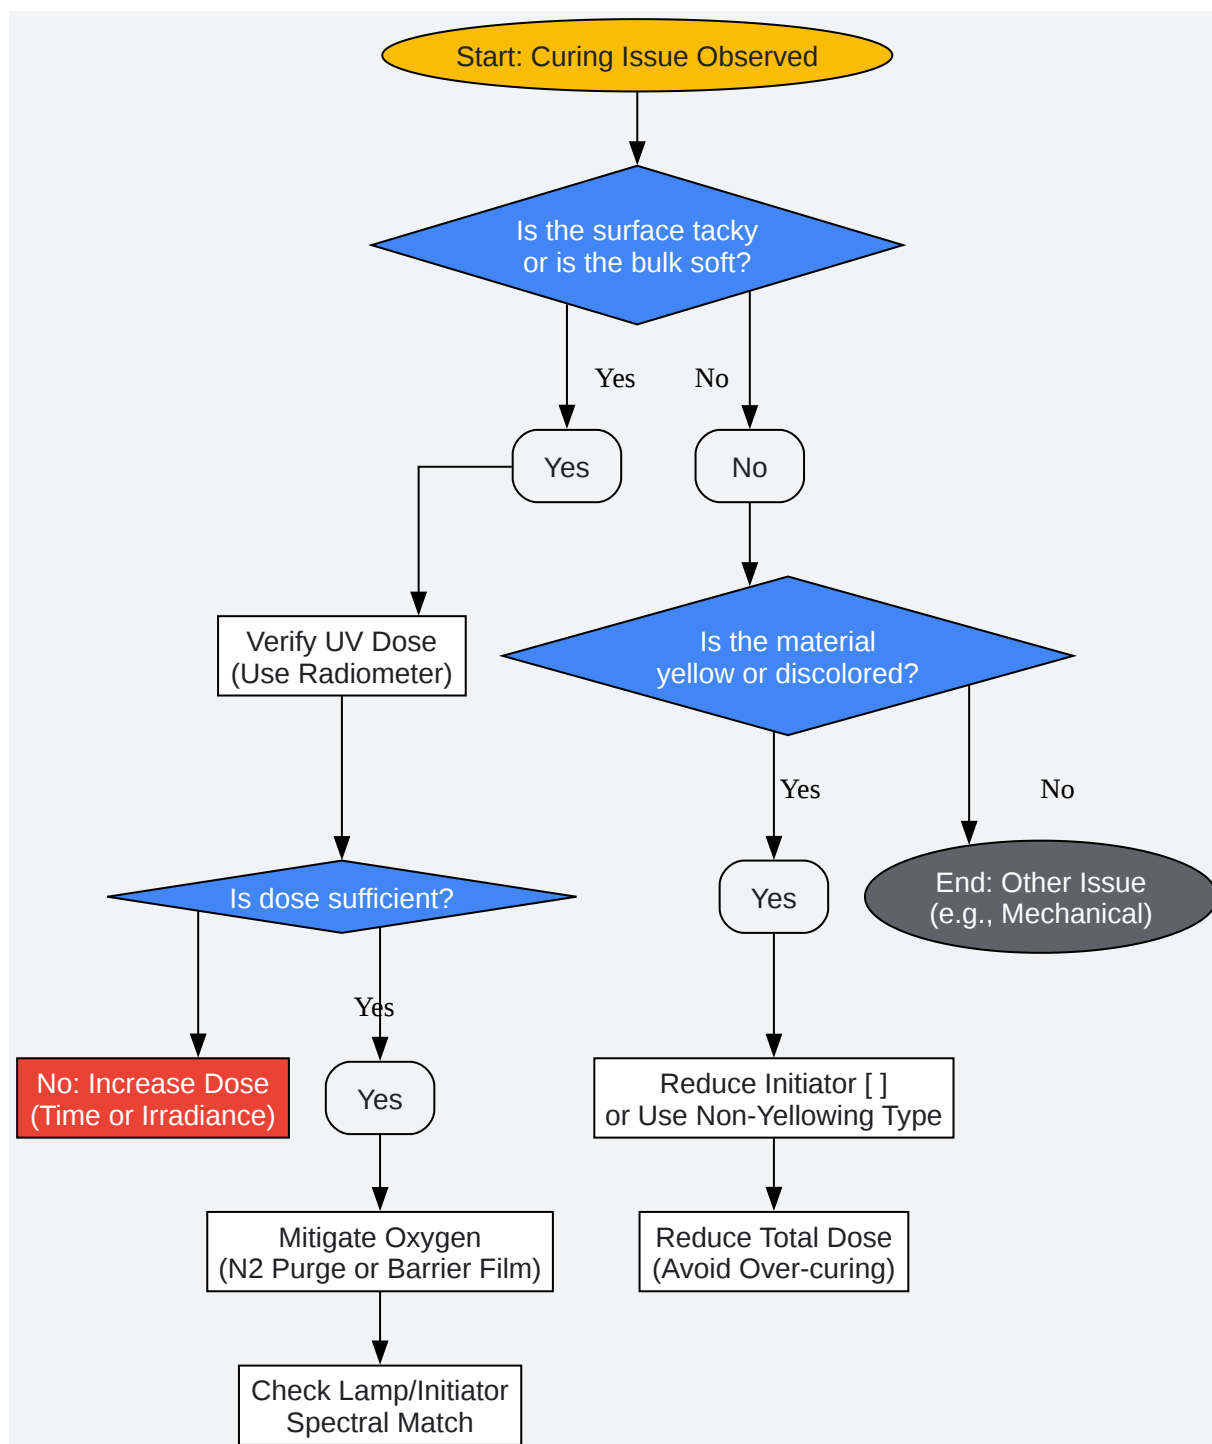 Start: Curing Issue Observed
Is the surface tacky
or is the bulk soft?
Yes
No
Yes
No
Verify UV Dose
(Use Radiometer)
Is the material
yellow or discolored?
Yes
No
Is dose sufficient?
Yes
End: Other Issue
(e.g., Mechanical)
Yes
No: Increase Dose
(Time or Irradiance)
Yes
Reduce Initiator [ ]
or Use Non-Yellowing Type
Mitigate Oxygen
(N2 Purge or Barrier Film)
Reduce Total Dose
(Avoid Over-curing)
Check Lamp/Initiator
Spectral Match